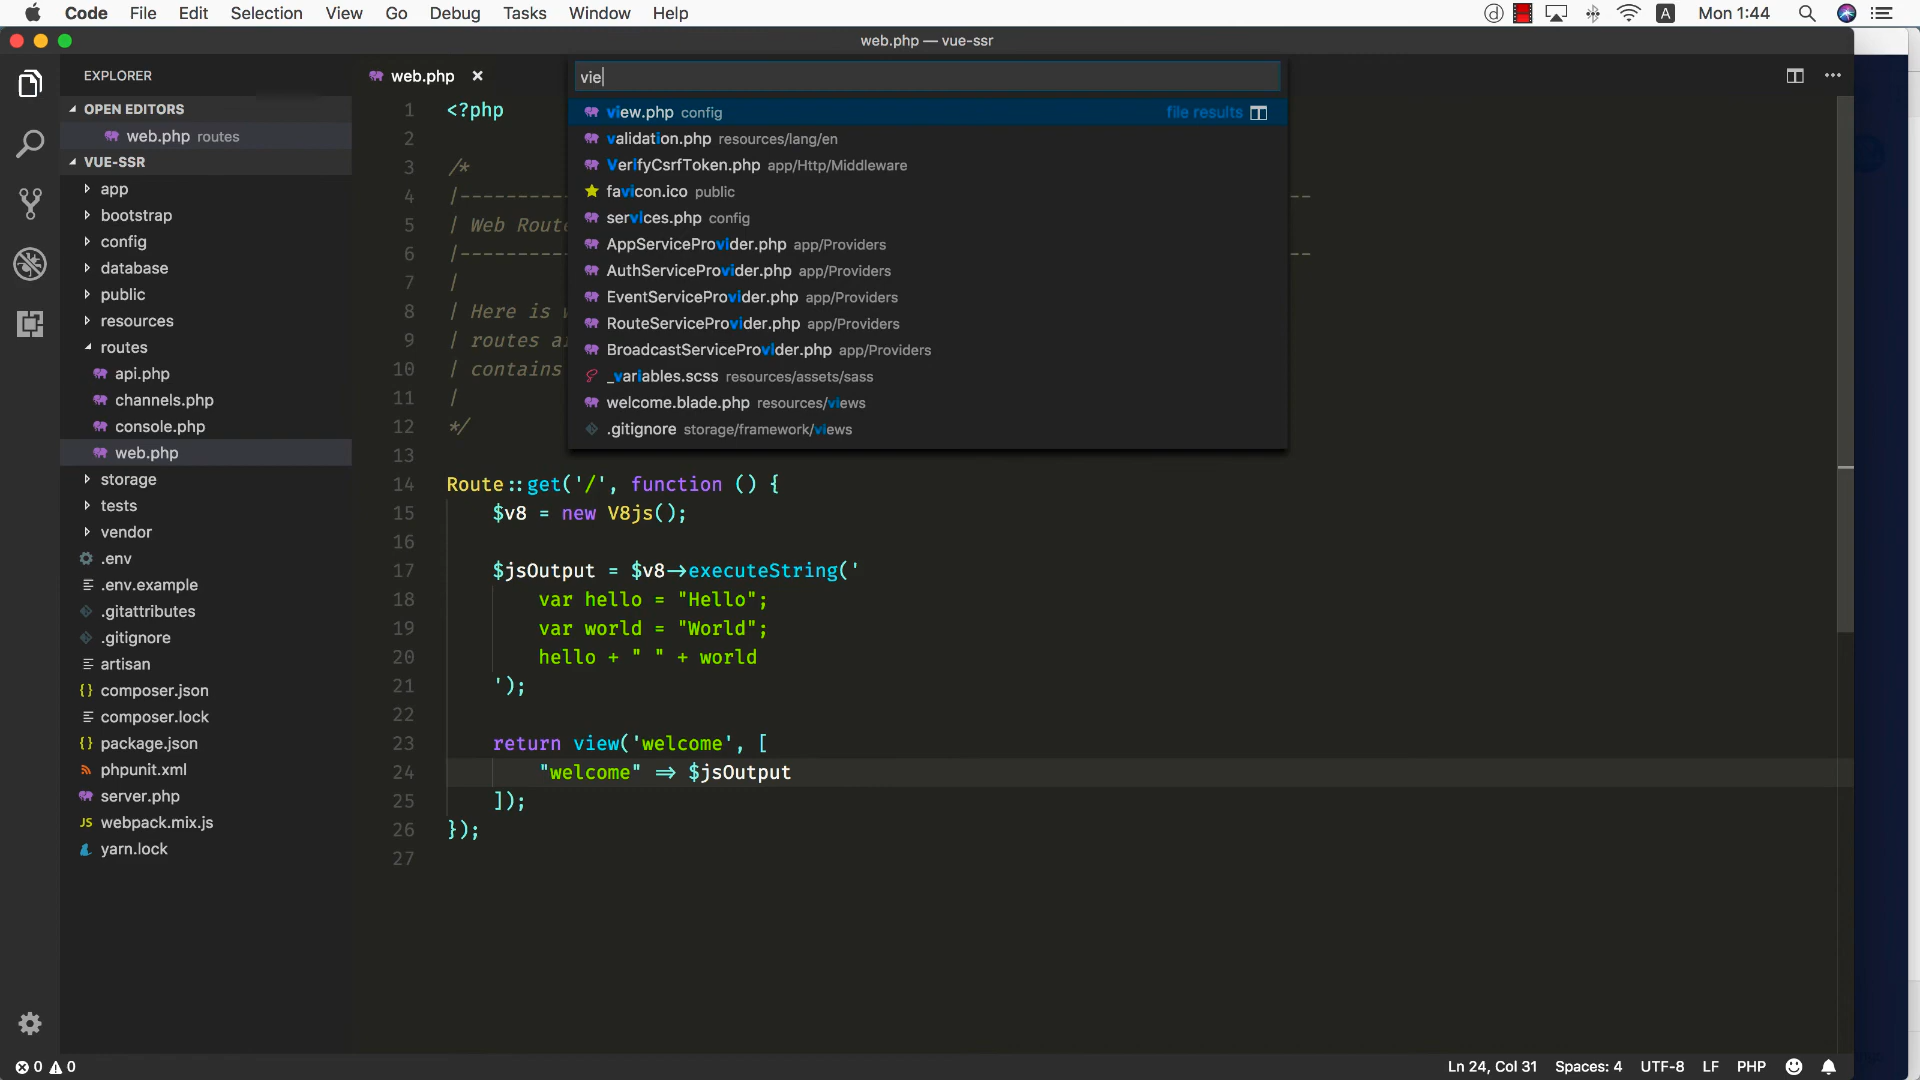 Code File Edit Selection View Go Debug Tasks Window Help
A Mon 1:44
web.php — vue-ssr
EXPLORER
OPEN EDITORS
web.php routes
VUE-SSR
app
bootstrap
config
database
public
resources
routes
api.php
channels.php
console.php
web.php
storage
tests
vendor
.env
.env.example
.gitattributes
.gitignore
artisan
composer.json
composer.lock
package.json
phpunit.xml
server.php
JS webpack.mix.js
yarn.lock
web.php
vie
view.php config file results
validation.php resources/lang/en
VerifyCsrfToken.php app/Http/Middleware
favicon.ico public
services.php config
AppServiceProvider.php app/Providers
AuthServiceProvider.php app/Providers
EventServiceProvider.php app/Providers
RouteServiceProvider.php app/Providers
BroadcastServiceProvider.php app/Providers
_variables.scss resources/assets/sass
welcome.blade.php resources/views
.gitignore storage/framework/views
1 <?php
2
3 /*
4 |----------
5 | Web Route
6 |----------
7 |
8 | Here is
9 | routes
10 | contains
11 |
12 */
13
14 Route::get('/', function () {
15 $v8 = new V8js();
16
17 $jsOutput = $v8->executeString('
18 var hello = "Hello";
19 var world = "World";
20 hello + " " + world
21 ');
22
23 return view('welcome', [
24 "welcome" => $jsOutput
25 ]);
26 });
27
0 0
Ln 24, Col 31 Spaces: 4 UTF-8 LF PHP